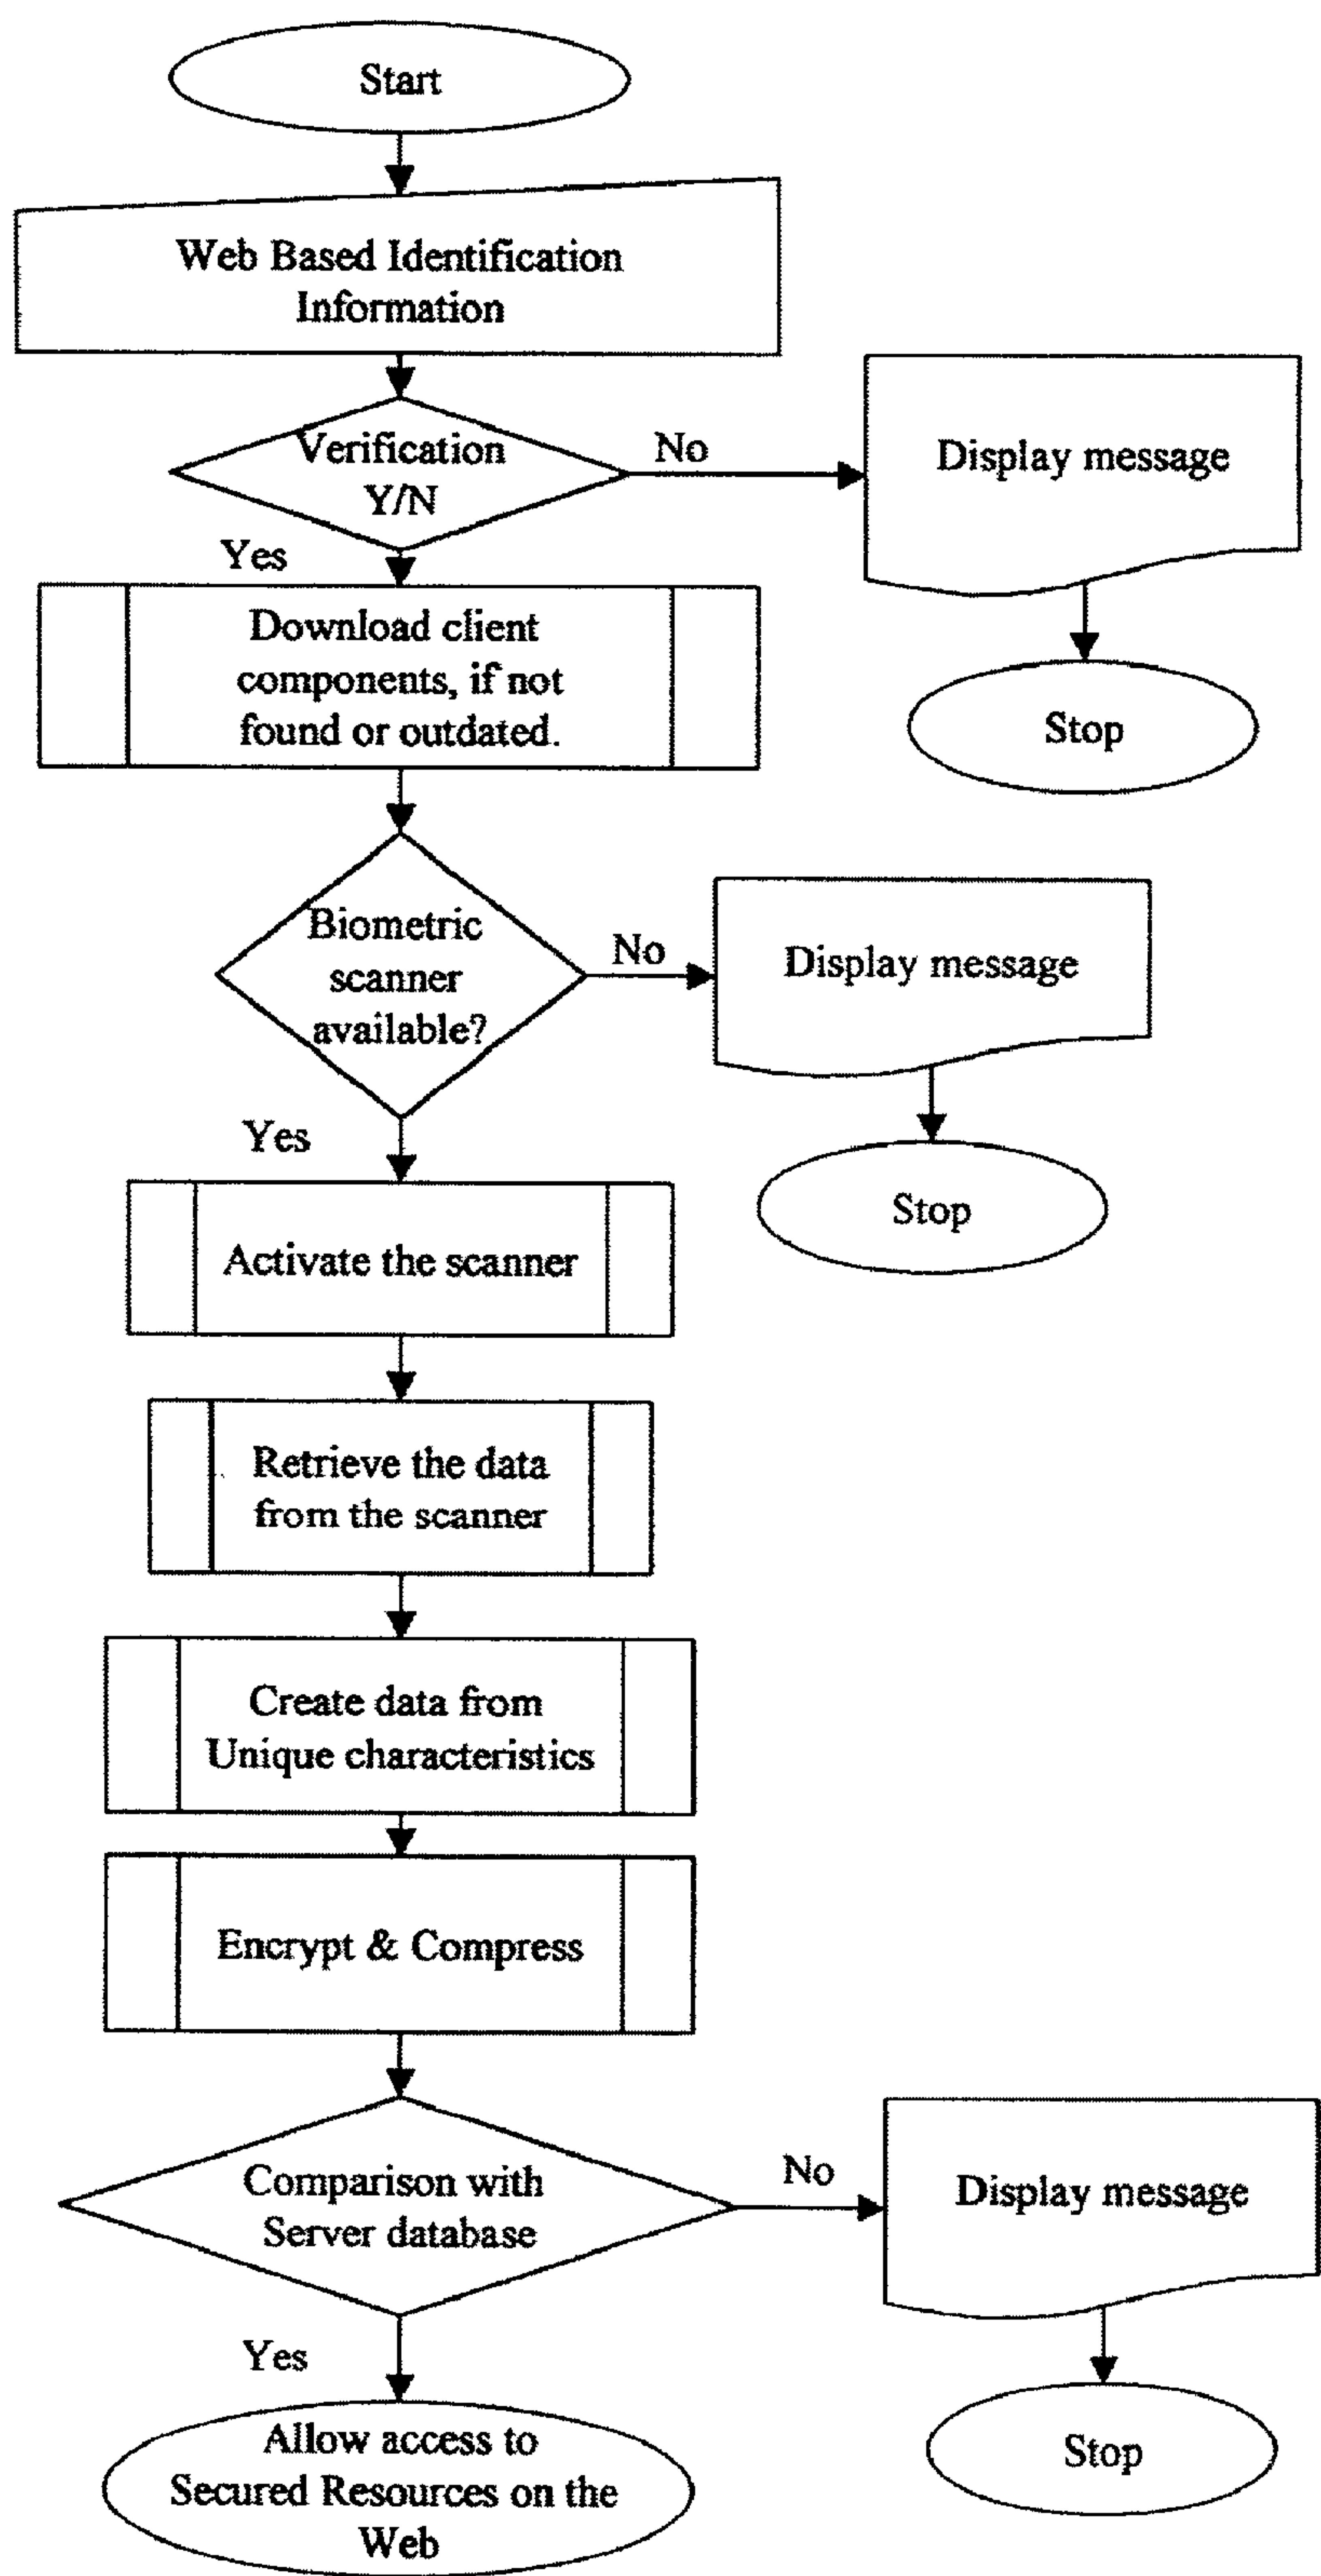 Start
Web Based Identification
Information
Verification
Y/N
No
Display message
Stop
Yes
Download client
components, if not
found or outdated.
Biometric
scanner
available?
No
Display message
Stop
Yes
Activate the scanner
Retrieve the data
from the scanner
Create data from
Unique characteristics
Encrypt & Compress
Comparison with
Server database
No
Display message
Stop
Yes
Allow access to
Secured Resources on the
Web